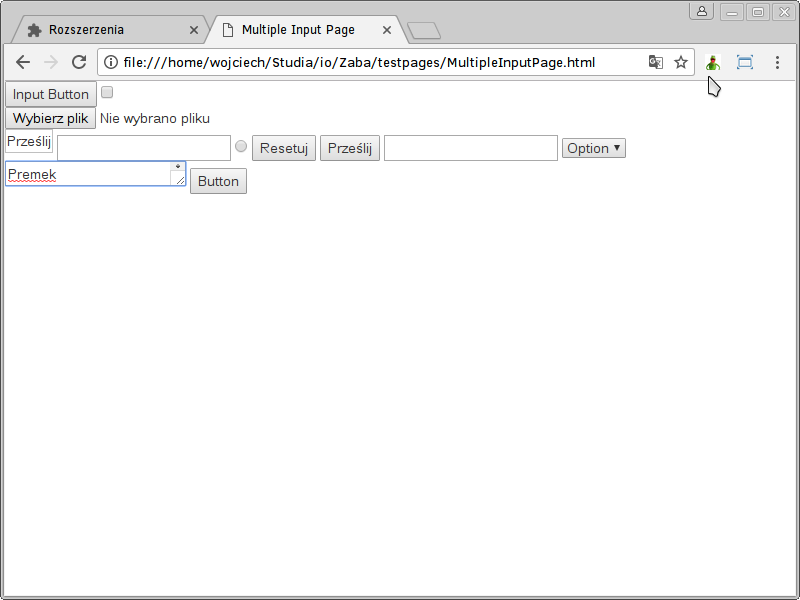 Rozszerzenia Multiple Input Page
file:///home/wojciech/Studia/io/Zaba/testpages/MultipleInputPage.html
Input Button
Wybierz plik Nie wybrano pliku
Prześlij Resetuj Prześlij Option
Premek Button